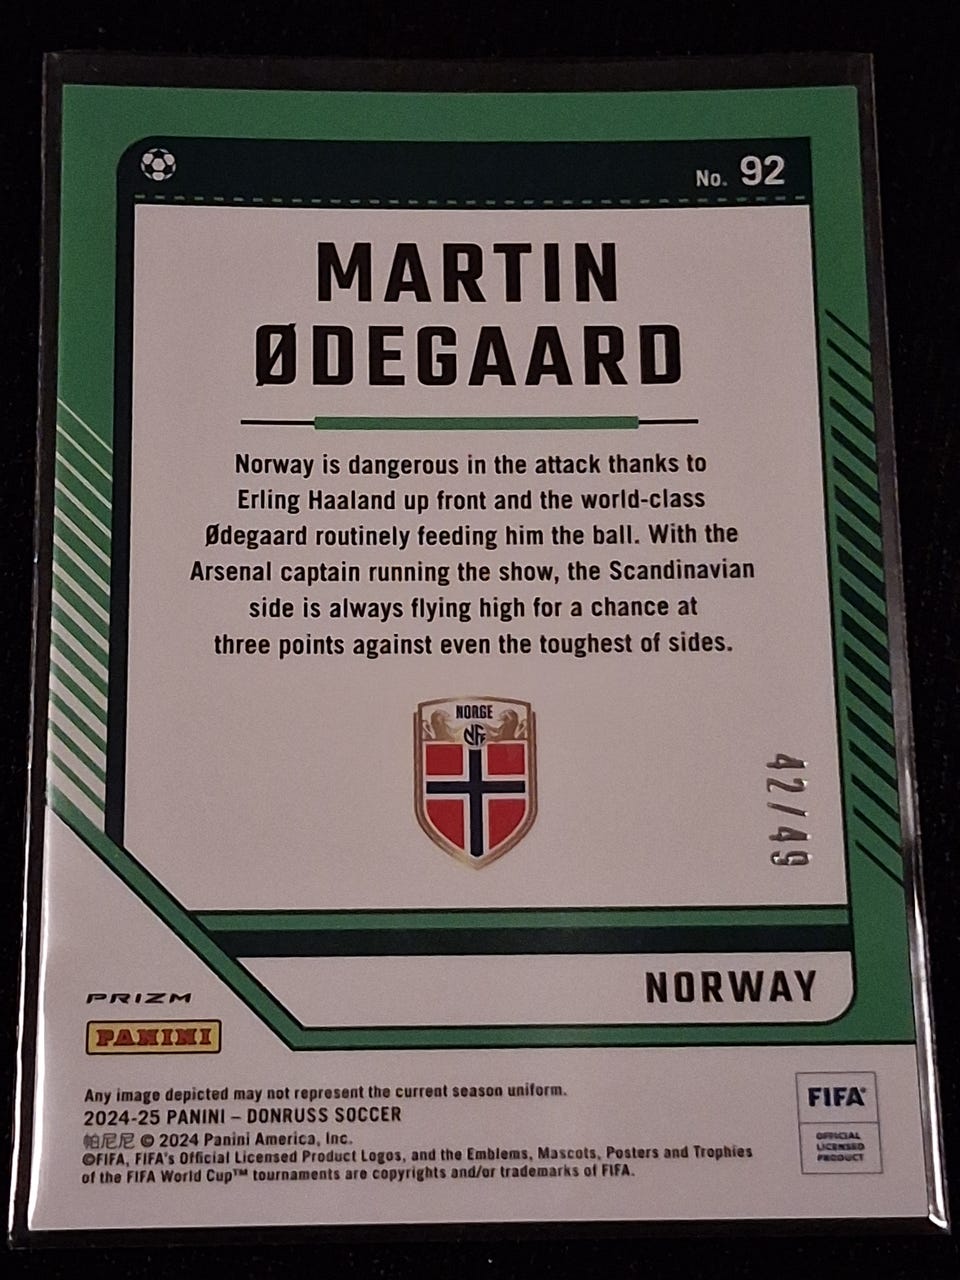 No. 92
MARTIN
ØDEGAARD
Norway is dangerous in the attack thanks to
Erling Haaland up front and the world-class
Ødegaard routinely feeding him the ball. With the
Arsenal captain running the show, the Scandinavian
side is always flying high for a chance at
three points against even the toughest of sides.
NORGE
NFF
42/49
NORWAY
PRIZM
PANINI
Any image depicted may not represent the current season uniform.
2024-25 PANINI – DONRUSS SOCCER
帕尼尼 © 2024 Panini America, Inc.
©FIFA, FIFA's Official Licensed Product Logos, and the Emblems, Mascots, Posters and Trophies
of the FIFA World Cup™ tournaments are copyrights and/or trademarks of FIFA.
FIFA®
OFFICIAL
LICENSED
PRODUCT